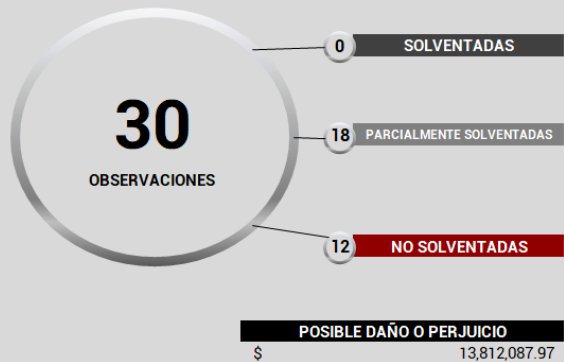 30
OBSERVACIONES
0 SOLVENTADAS
18 PARCIALMENTE SOLVENTADAS
12 NO SOLVENTADAS
POSIBLE DAÑO O PERJUICIO
$ 13,812,087.97